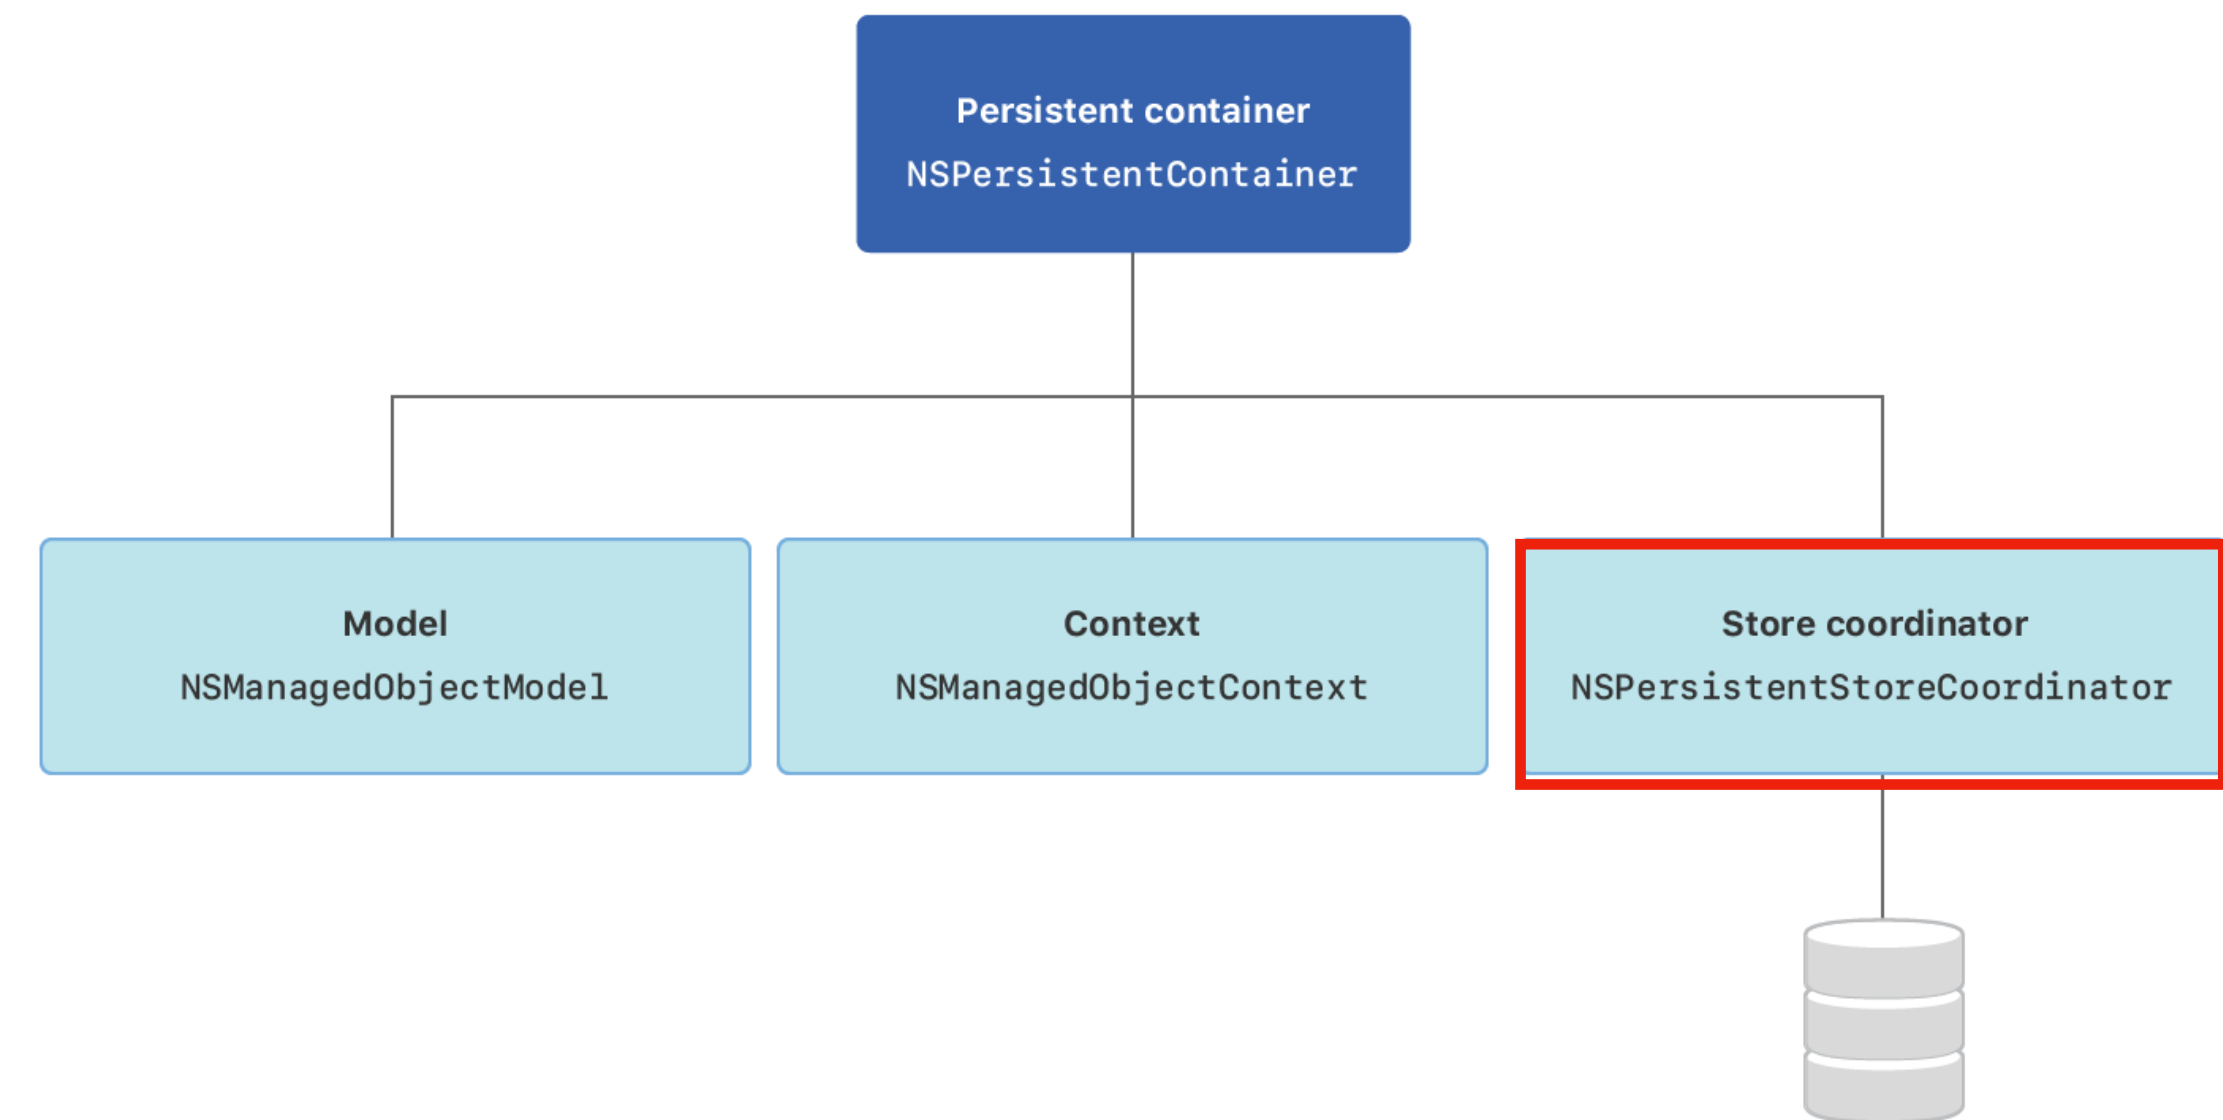 Persistent container
NSPersistentContainer
Model
NSManagedObjectModel
Context
NSManagedObjectContext
Store coordinator
NSPersistentStoreCoordinator